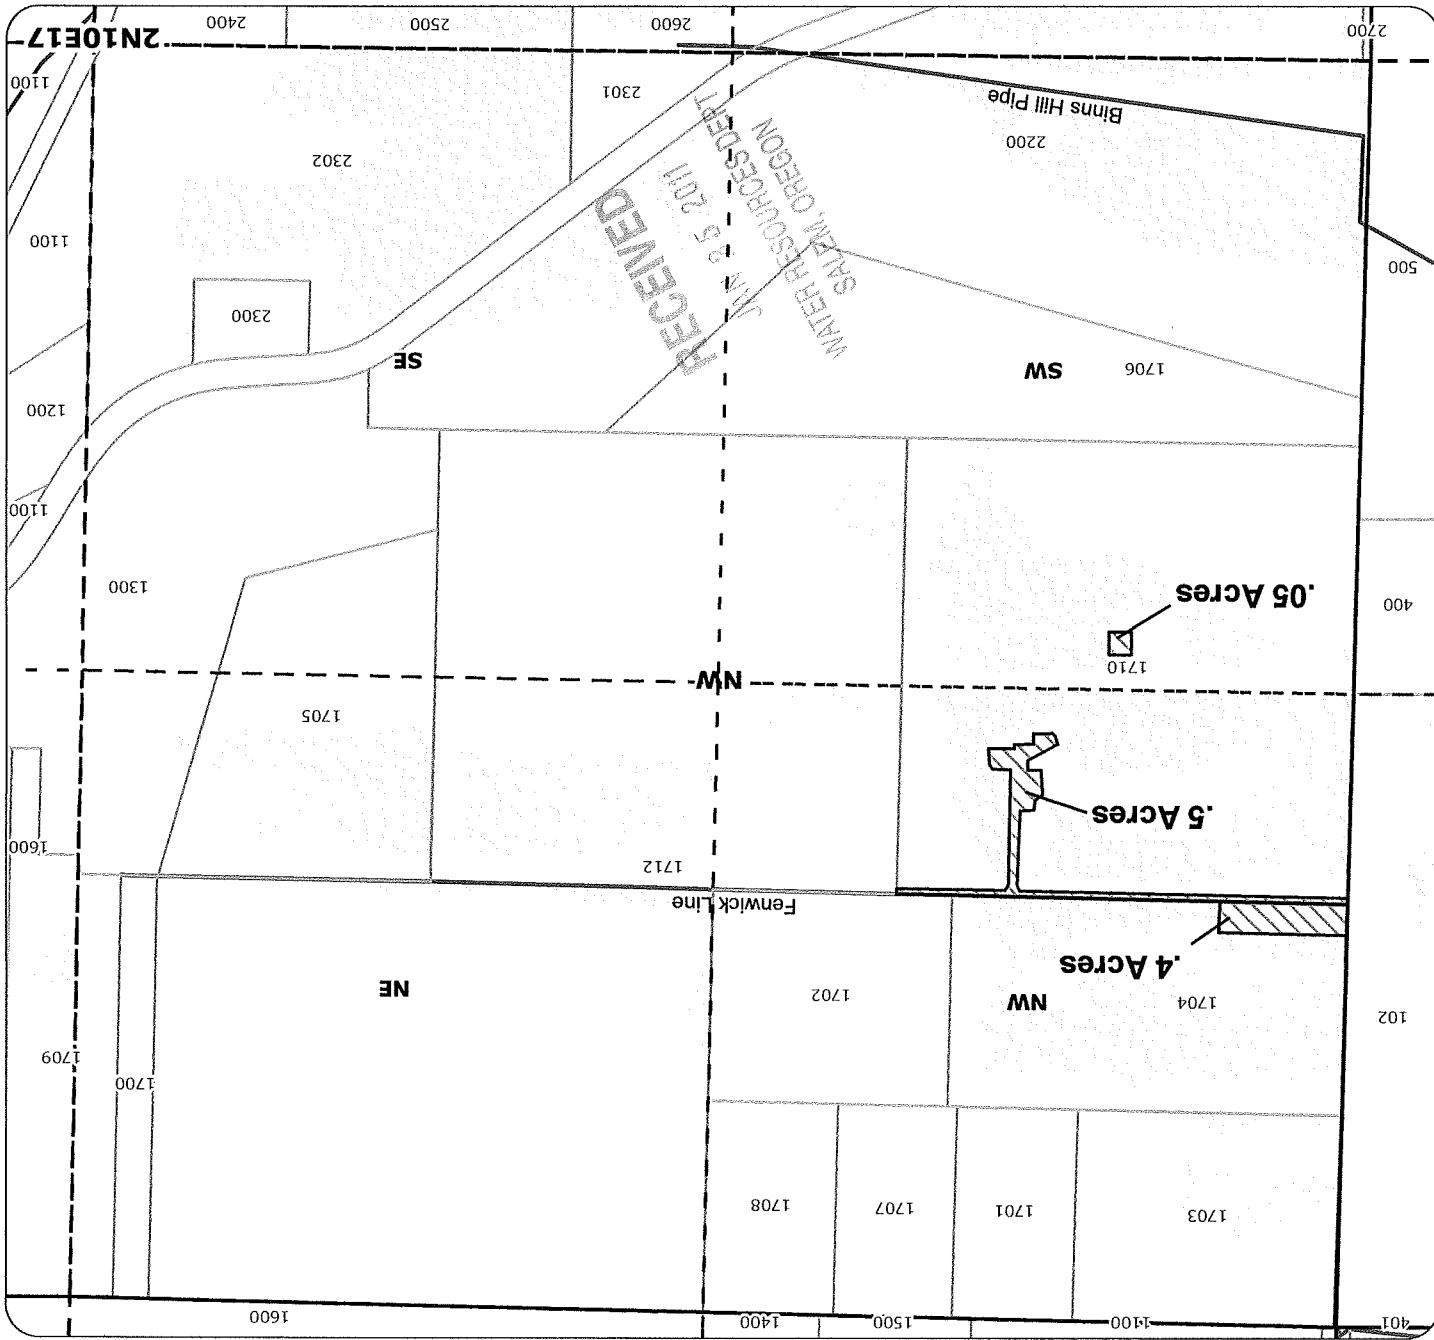 401
1100
1500
1400
1600
1703
1701
1707
1708
1700
1709
102
1704
NW
1702
NE
.4 Acres
Fenwick Line
1712
1600
.5 Acres
1705
1710
NW
.05 Acres
400
1300
1100
1200
1706
SW
SE
2300
500
1100
RECEIVED
JAN 25 2011
WATER RESOURCES DEPT
SALEM, OREGON
2200
2302
Binns Hill Pipe
2301
1100
2700
2600
2500
2400
2N10E17